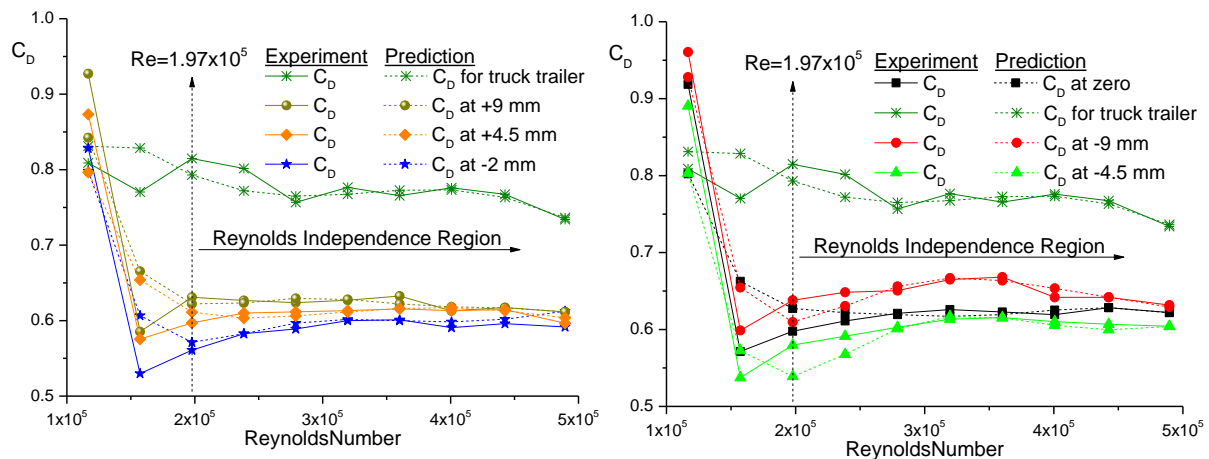 1.0
C_D
Re=1.97x10^5
Experiment Prediction
C_D C_D for truck trailer
0.9
C_D C_D at +9 mm
C_D C_D at +4.5 mm
C_D C_D at -2 mm
0.8
0.7
Reynolds Independence Region
0.6
0.5
1x10^5 2x10^5 3x10^5 4x10^5 5x10^5
ReynoldsNumber
1.0
C_D
Re=1.97x10^5
Experiment Prediction
C_D C_D at zero
0.9
C_D C_D for truck trailer
C_D C_D at -9 mm
C_D C_D at -4.5 mm
0.8
0.7
Reynolds Independence Region
0.6
0.5
1x10^5 2x10^5 3x10^5 4x10^5 5x10^5
ReynoldsNumber